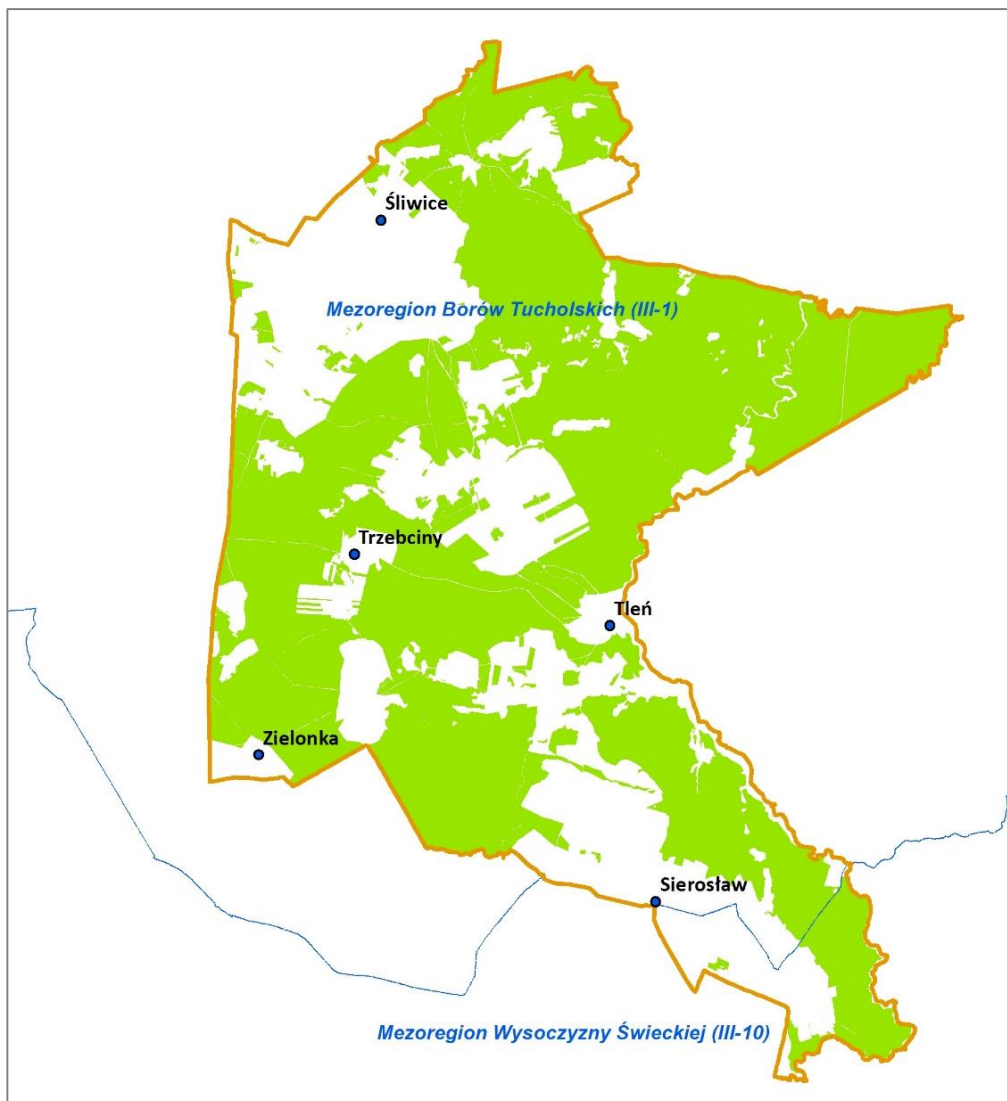 Śliwice
Mezoregion Borów Tucholskich (III-1)
Trzebciny
Tleń
Zielonka
Sierosław
Mezoregion Wysoczyzny Świeckiej (III-10)